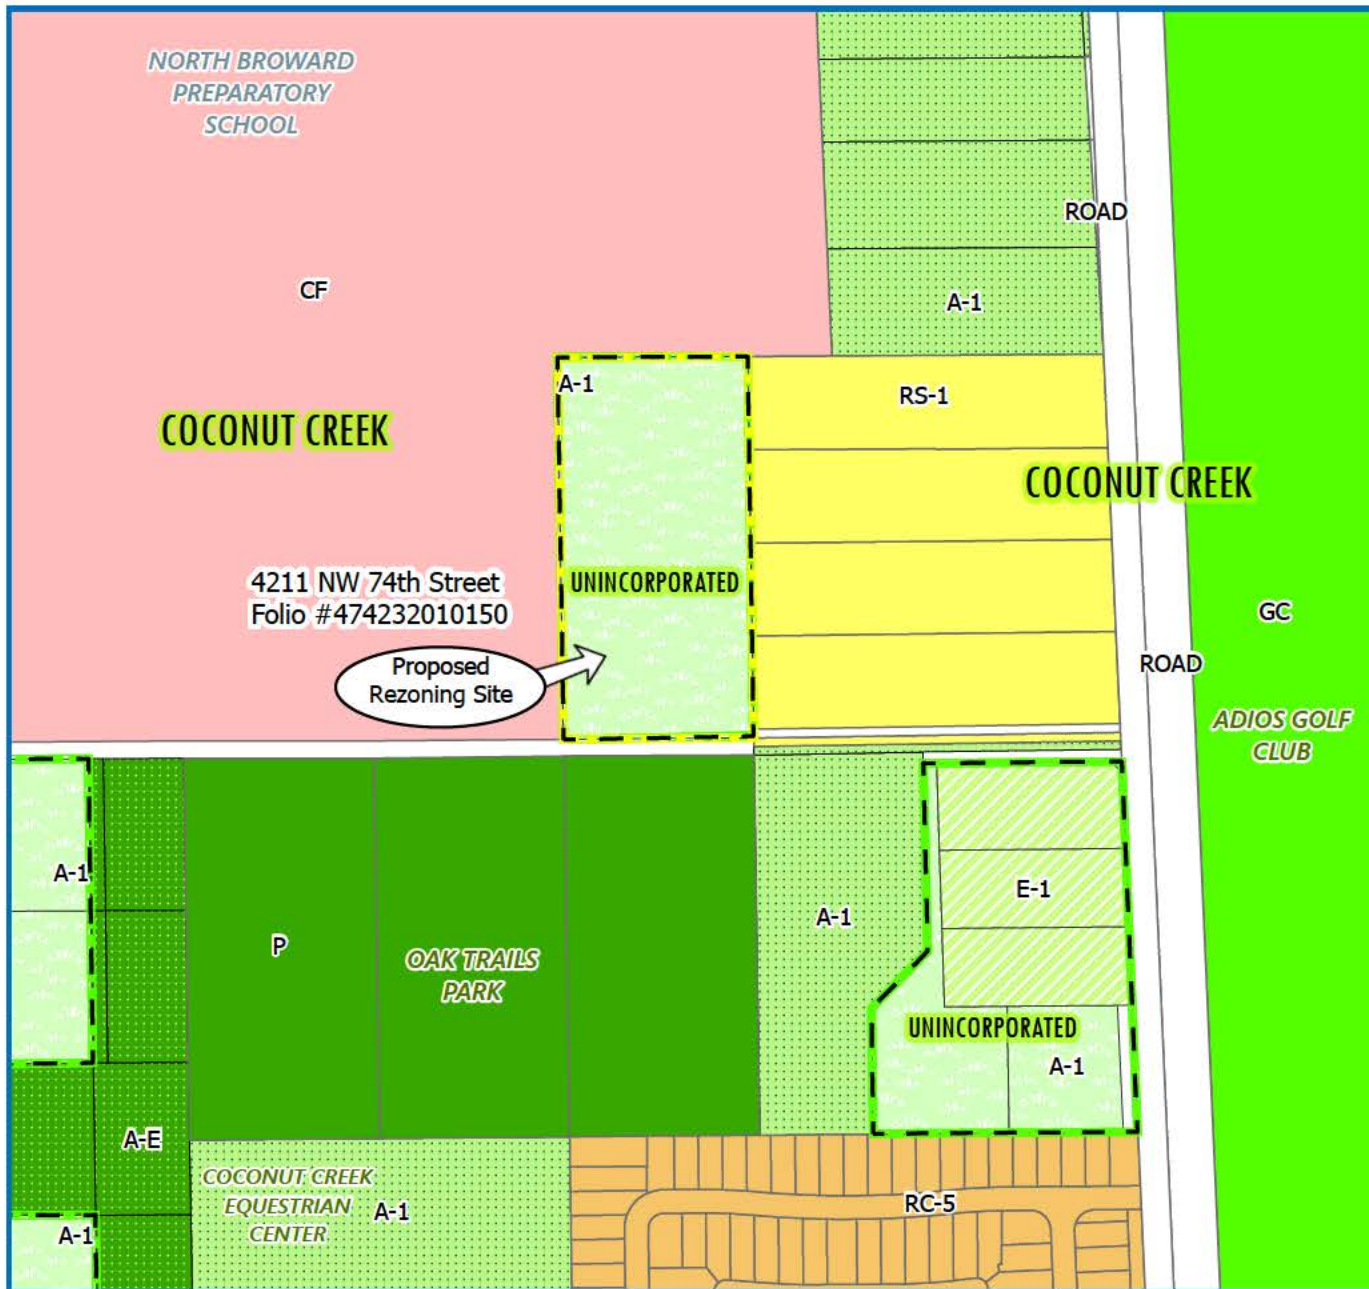 NORTH BROWARD
PREPARATORY
SCHOOL
ROAD
CF
A-1
A-1
RS-1
COCONUT CREEK
COCONUT CREEK
4211 NW 74th Street
Folio #474232010150
UNINCORPORATED
GC
Proposed
Rezoning Site
ROAD
ADIOS GOLF
CLUB
A-1
E-1
A-1
P
OAK TRAILS
PARK
UNINCORPORATED
A-1
A-E
COCONUT CREEK
EQUESTRIAN
CENTER
A-1
RC-5
A-1